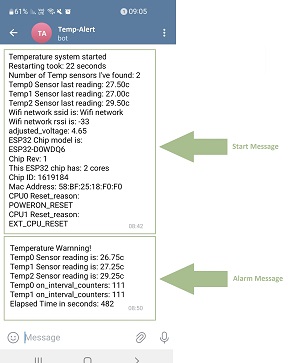 61%
09:05
TA
Temp-Alert
bot
Temperature system started
Restarting took: 22 seconds
Number of Temp sensors I've found: 2
Temp0 Sensor last reading: 27.50c
Temp1 Sensor last reading: 27.00c
Temp2 Sensor last reading: 29.50c
Wifi network ssid is: Wifi network
Wifi network rssi is: -33
adjusted_voltage: 4.65
ESP32 Chip model is:
ESP32-D0WDQ6
Chip Rev: 1
This ESP32 chip has: 2 cores
Chip ID: 1619184
Mac Address: 58:BF:25:18:F0:F0
CPU0 Reset_reason:
POWERON_RESET
CPU1 Reset_reason:
EXT_CPU_RESET
08:42
Start Message
Temperature Warnning!
Temp0 Sensor reading is: 26.75c
Temp1 Sensor reading is: 27.25c
Temp2 Sensor reading is: 29.25c
Temp0 on_interval_counters: 111
Temp1 on_interval_counters: 111
Elapsed Time in seconds: 482
08:50
Alarm Message
Message